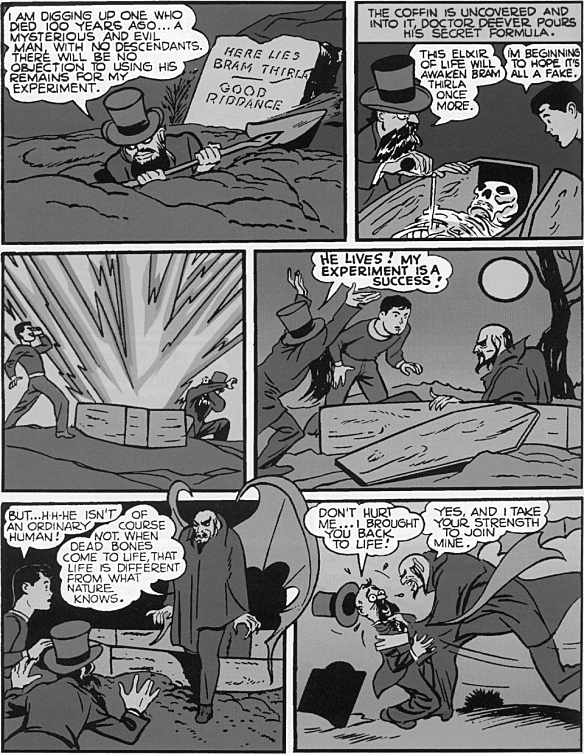 I AM DIGGING UP ONE WHO
DIED 100 YEARS AGO... A
MYSTERIOUS AND EVIL
MAN, WITH NO DESCENDANTS.
THERE WILL BE NO
OBJECTION TO USING HIS
REMAINS FOR MY
EXPERIMENT.
HERE LIES
BRAM THIRLA
GOOD
RIDDANCE
THE COFFIN IS UNCOVERED AND
INTO IT, DOCTOR DEEVER POURS
HIS SECRET FORMULA.
THIS ELIXIR
OF LIFE WILL
AWAKEN BRAM
THIRLA
ONCE
MORE.
I'M BEGINNING
TO HOPE IT'S
ALL A FAKE.
HE LIVES! MY
EXPERIMENT IS A
SUCCESS!
BUT...H-H-HE ISN'T
AN ORDINARY
HUMAN!
OF
COURSE
NOT. WHEN
DEAD BONES
COME TO LIFE, THAT
LIFE IS DIFFERENT
FROM WHAT
NATURE
KNOWS.
DON'T HURT
ME... I BROUGHT
YOU BACK
TO LIFE!
YES, AND I TAKE
YOUR STRENGTH
TO JOIN
MINE.